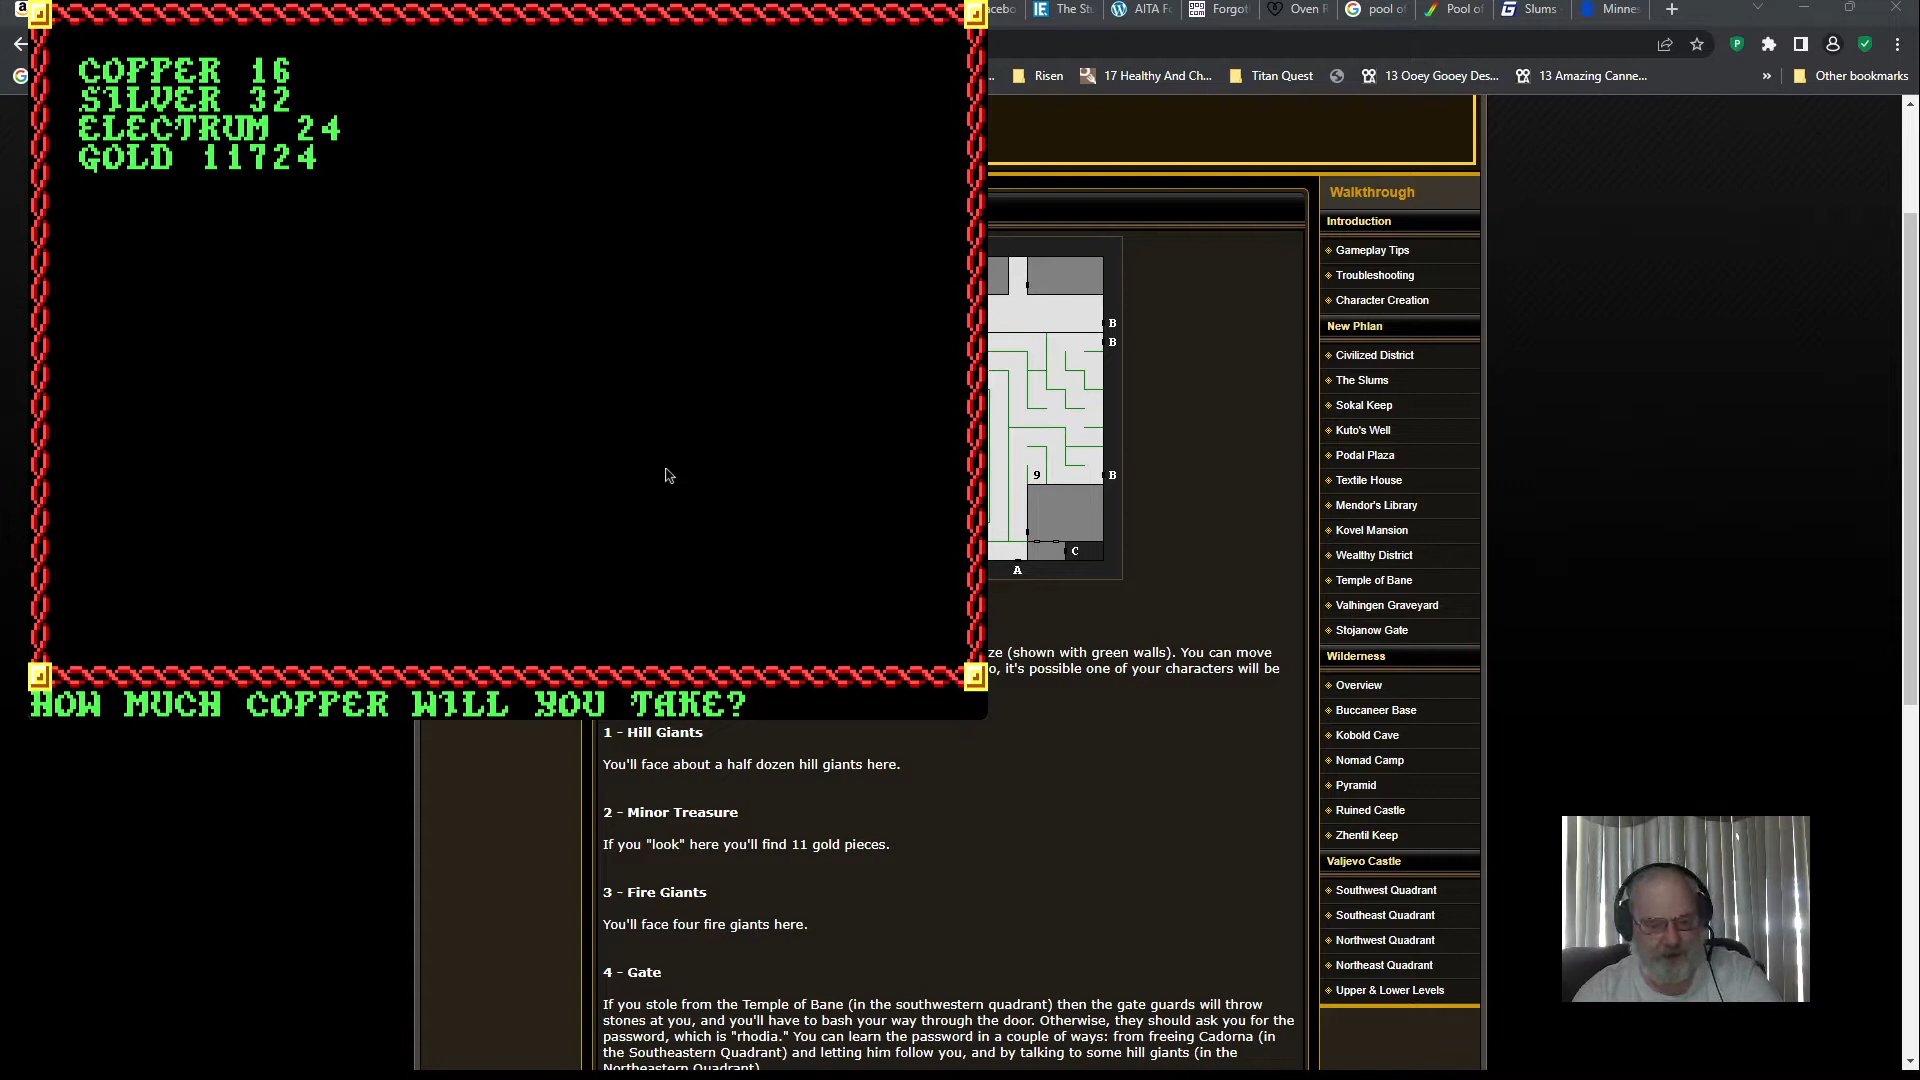 cebo
The Stu
AITA Fo
Forgot
Oven R
pool of
Pool of
Slums
Minnes
Risen
17 Healthy And Ch...
Titan Quest
13 Ooey Gooey Des...
13 Amazing Canne...
»
Other bookmarks
COPPER 16
SILVER 32
ELECTRUM 24
GOLD 11724
HOW MUCH COPPER WILL YOU TAKE?
B
B
9
B
C
A
ze (shown with green walls). You can move
o, it's possible one of your characters will be
1 - Hill Giants
You'll face about a half dozen hill giants here.
2 - Minor Treasure
If you "look" here you'll find 11 gold pieces.
3 - Fire Giants
You'll face four fire giants here.
4 - Gate
If you stole from the Temple of Bane (in the southwestern quadrant) then the gate guards will throw
stones at you, and you'll have to bash your way through the door. Otherwise, they should ask you for the
password, which is "rhodia." You can learn the password in a couple of ways: from freeing Cadorna (in
the Southeastern Quadrant) and letting him follow you, and by talking to some hill giants (in the
Northeastern Quadrant)
Walkthrough
Introduction
Gameplay Tips
Troubleshooting
Character Creation
New Phlan
Civilized District
The Slums
Sokal Keep
Kuto's Well
Podal Plaza
Textile House
Mendor's Library
Kovel Mansion
Wealthy District
Temple of Bane
Valhingen Graveyard
Stojanow Gate
Wilderness
Overview
Buccaneer Base
Kobold Cave
Nomad Camp
Pyramid
Ruined Castle
Zhentil Keep
Valjevo Castle
Southwest Quadrant
Southeast Quadrant
Northwest Quadrant
Northeast Quadrant
Upper & Lower Levels